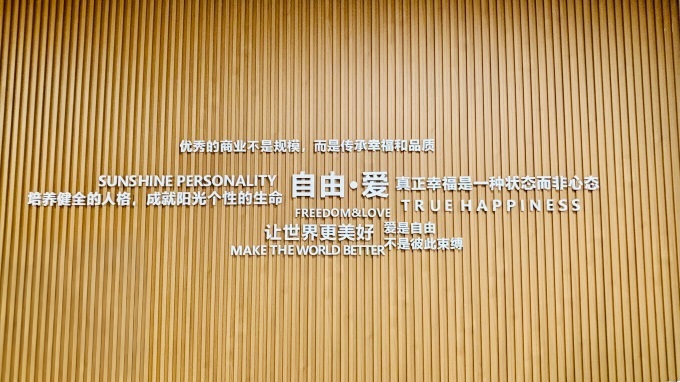 优秀的商业不是规模，而是传承幸福和品质
SUNSHINE PERSONALITY
培养健全的人格，成就阳光个性的生命
自由·爱
FREEDOM&LOVE
真正幸福是一种状态而非心态
TRUE HAPPINESS
让世界更美好
MAKE THE WORLD BETTER
爱是自由
不是彼此束缚